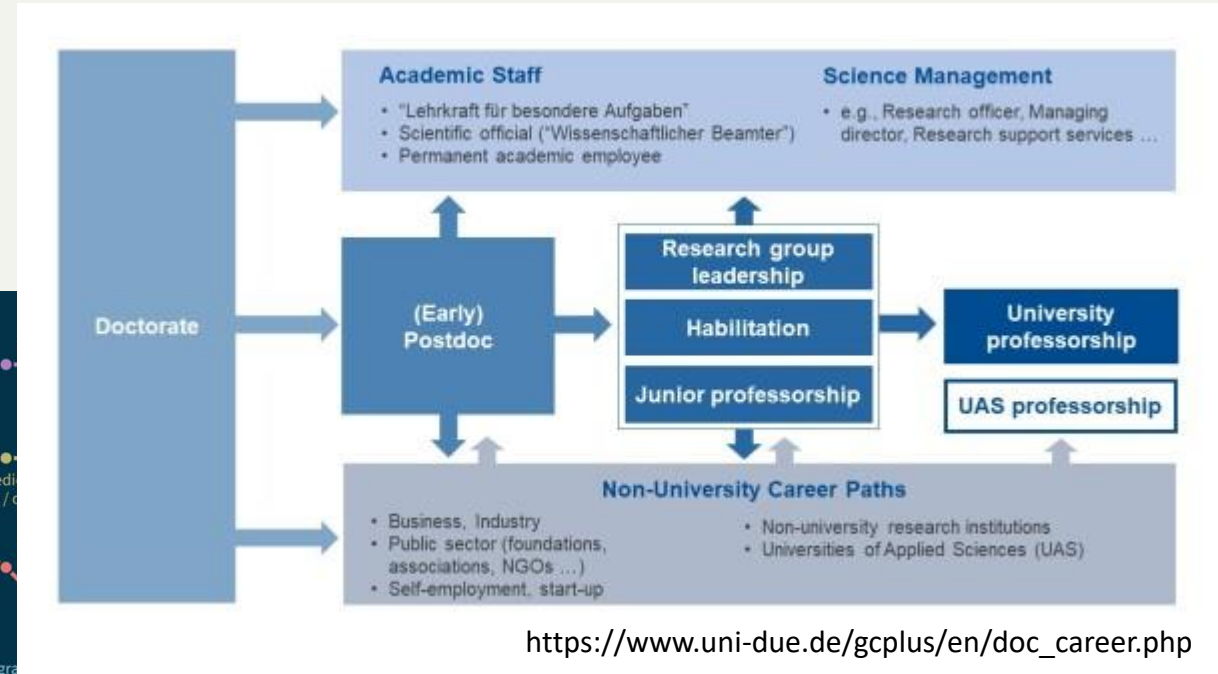 Doctorate
Academic Staff
• "Lehrkraft für besondere Aufgaben"
• Scientific official ("Wissenschaftlicher Beamter")
• Permanent academic employee
Science Management
• e.g., Research officer, Managing
director, Research support services ...
(Early)
Postdoc
Research group
leadership
Habilitation
Junior professorship
University
professorship
UAS professorship
Non-University Career Paths
• Business, Industry
• Public sector (foundations,
associations, NGOs ...)
• Self-employment, start-up
• Non-university research institutions
• Universities of Applied Sciences (UAS)
https://www.uni-due.de/gcplus/en/doc_career.php